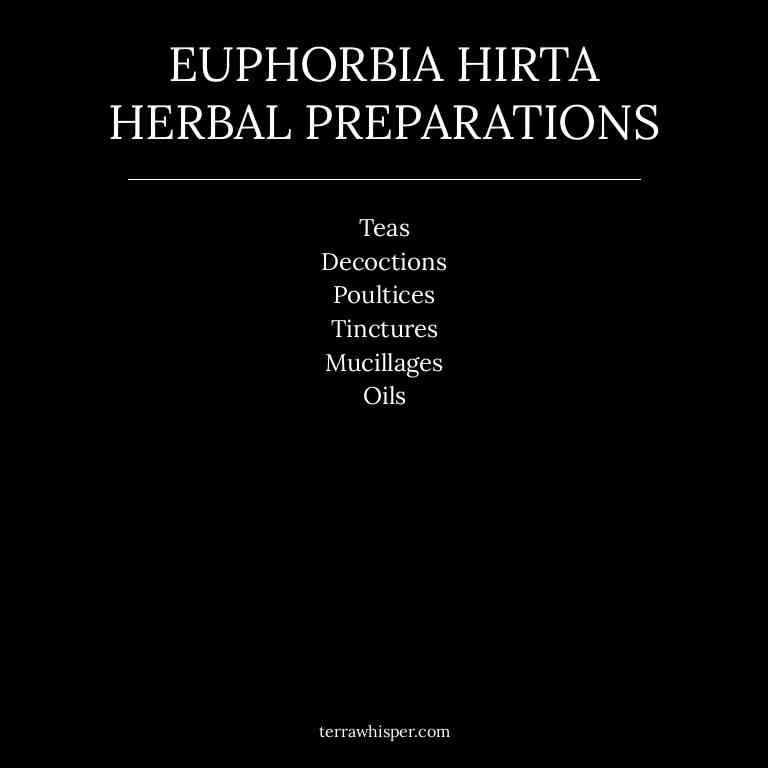 EUPHORBIA HIRTA
HERBAL PREPARATIONS
Teas
Decoctions
Poultices
Tinctures
Mucillages
Oils
terrawhisper.com